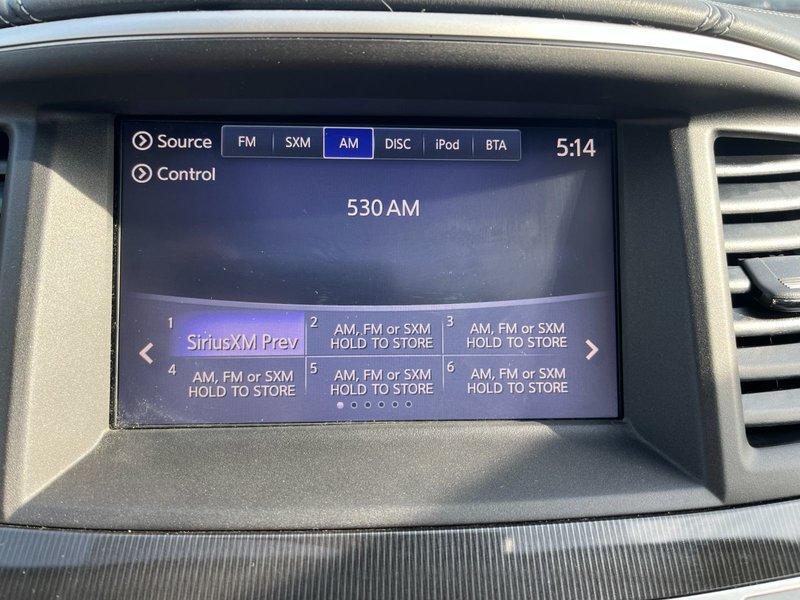 Source FM SXM AM DISC iPod BTA 5:14
Control
530 AM
1 SiriusXM Prev
2 AM, FM or SXM
HOLD TO STORE
3 AM, FM or SXM
HOLD TO STORE
4 AM, FM or SXM
HOLD TO STORE
5 AM, FM or SXM
HOLD TO STORE
6 AM, FM or SXM
HOLD TO STORE